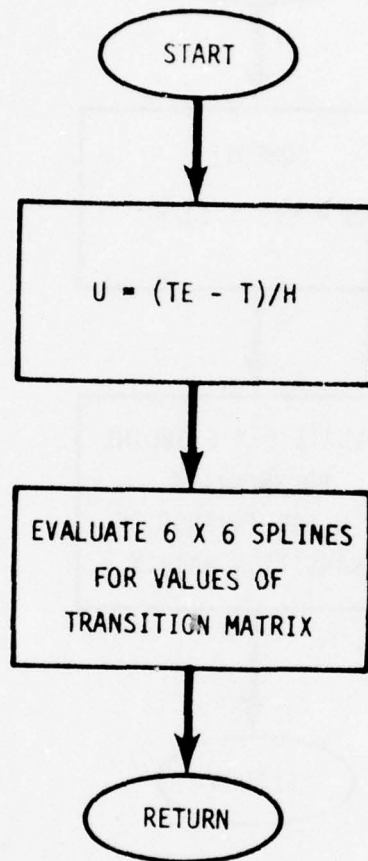 START
U = (TE - T)/H
EVALUATE 6 X 6 SPLINES
FOR VALUES OF
TRANSITION MATRIX
RETURN